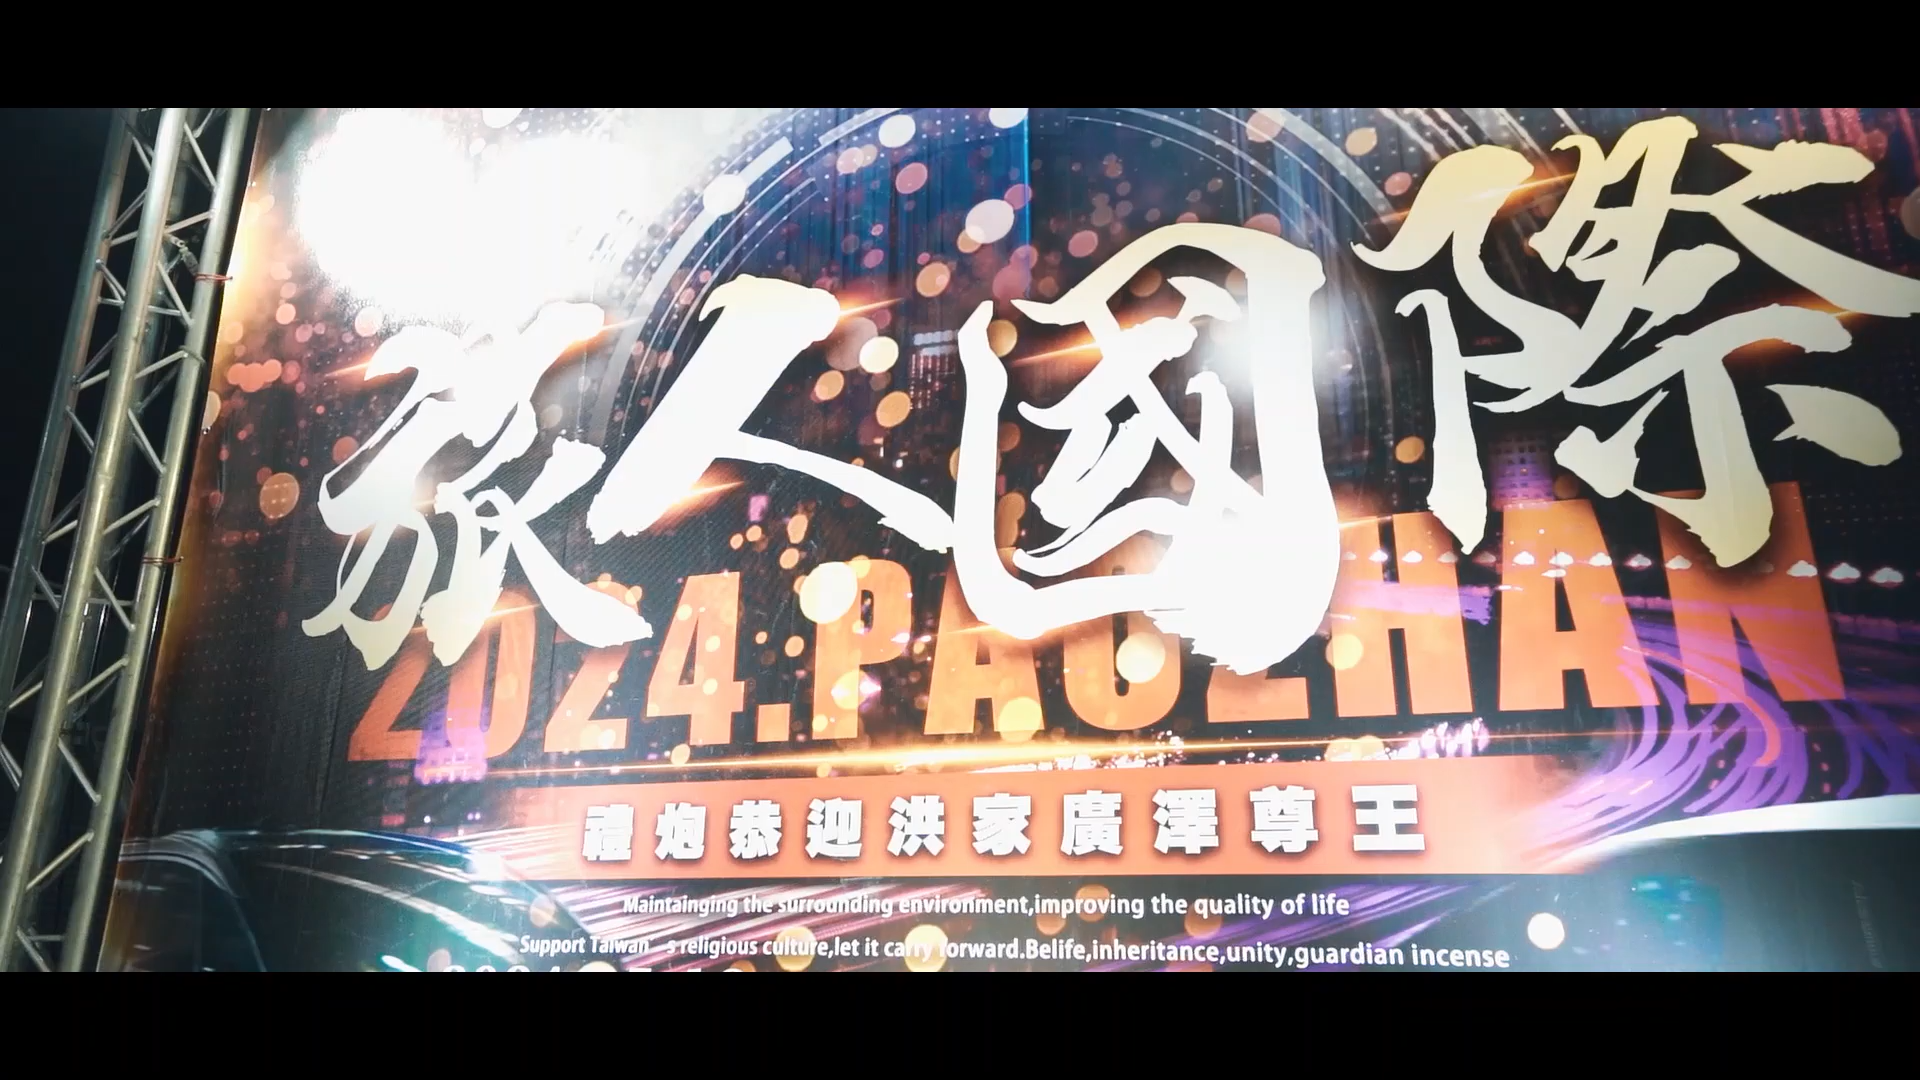 旅人國際
2024.PAOZHAN
禮炮恭迎洪家廣澤尊王
Maintainging the surrounding environment,improving the quality of life
Support Taiwan's religious culture,let it carry forward.Belife,inheritance,unity,guardian incense